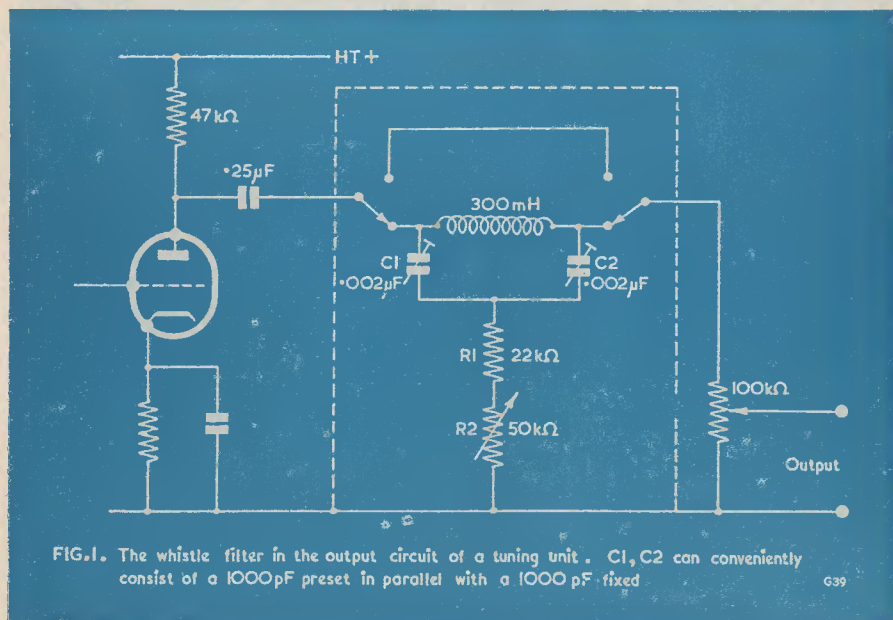 HT+
47kΩ
·25μF
300mH
C1
·002μF
C2
·002μF
R1 22kΩ
R2 50kΩ
100kΩ
Output
FIG.1. The whistle filter in the output circuit of a tuning unit. C1, C2 can conveniently
consist of a 1000pF preset in parallel with a 1000pF fixed
G39